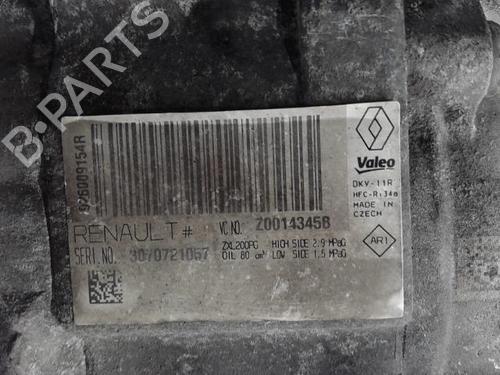 B-PARTS
926009154R
Valeo
DKV-11R
HFC-R134a
MADE IN
CZECH
RENAULT #
VC NO. Z0014345B
SERI.NO. 3070721067
ZXL200PG HIGH SIDE 2.9 MPaG
OIL 80 cm³ LOW SIDE 1.5 MPaG
AR1